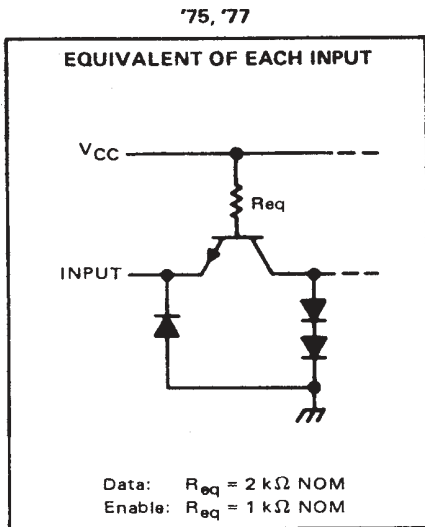 '75, '77
EQUIVALENT OF EACH INPUT
VCC
Req
INPUT
Data: Req = 2 kΩ NOM
Enable: Req = 1 kΩ NOM